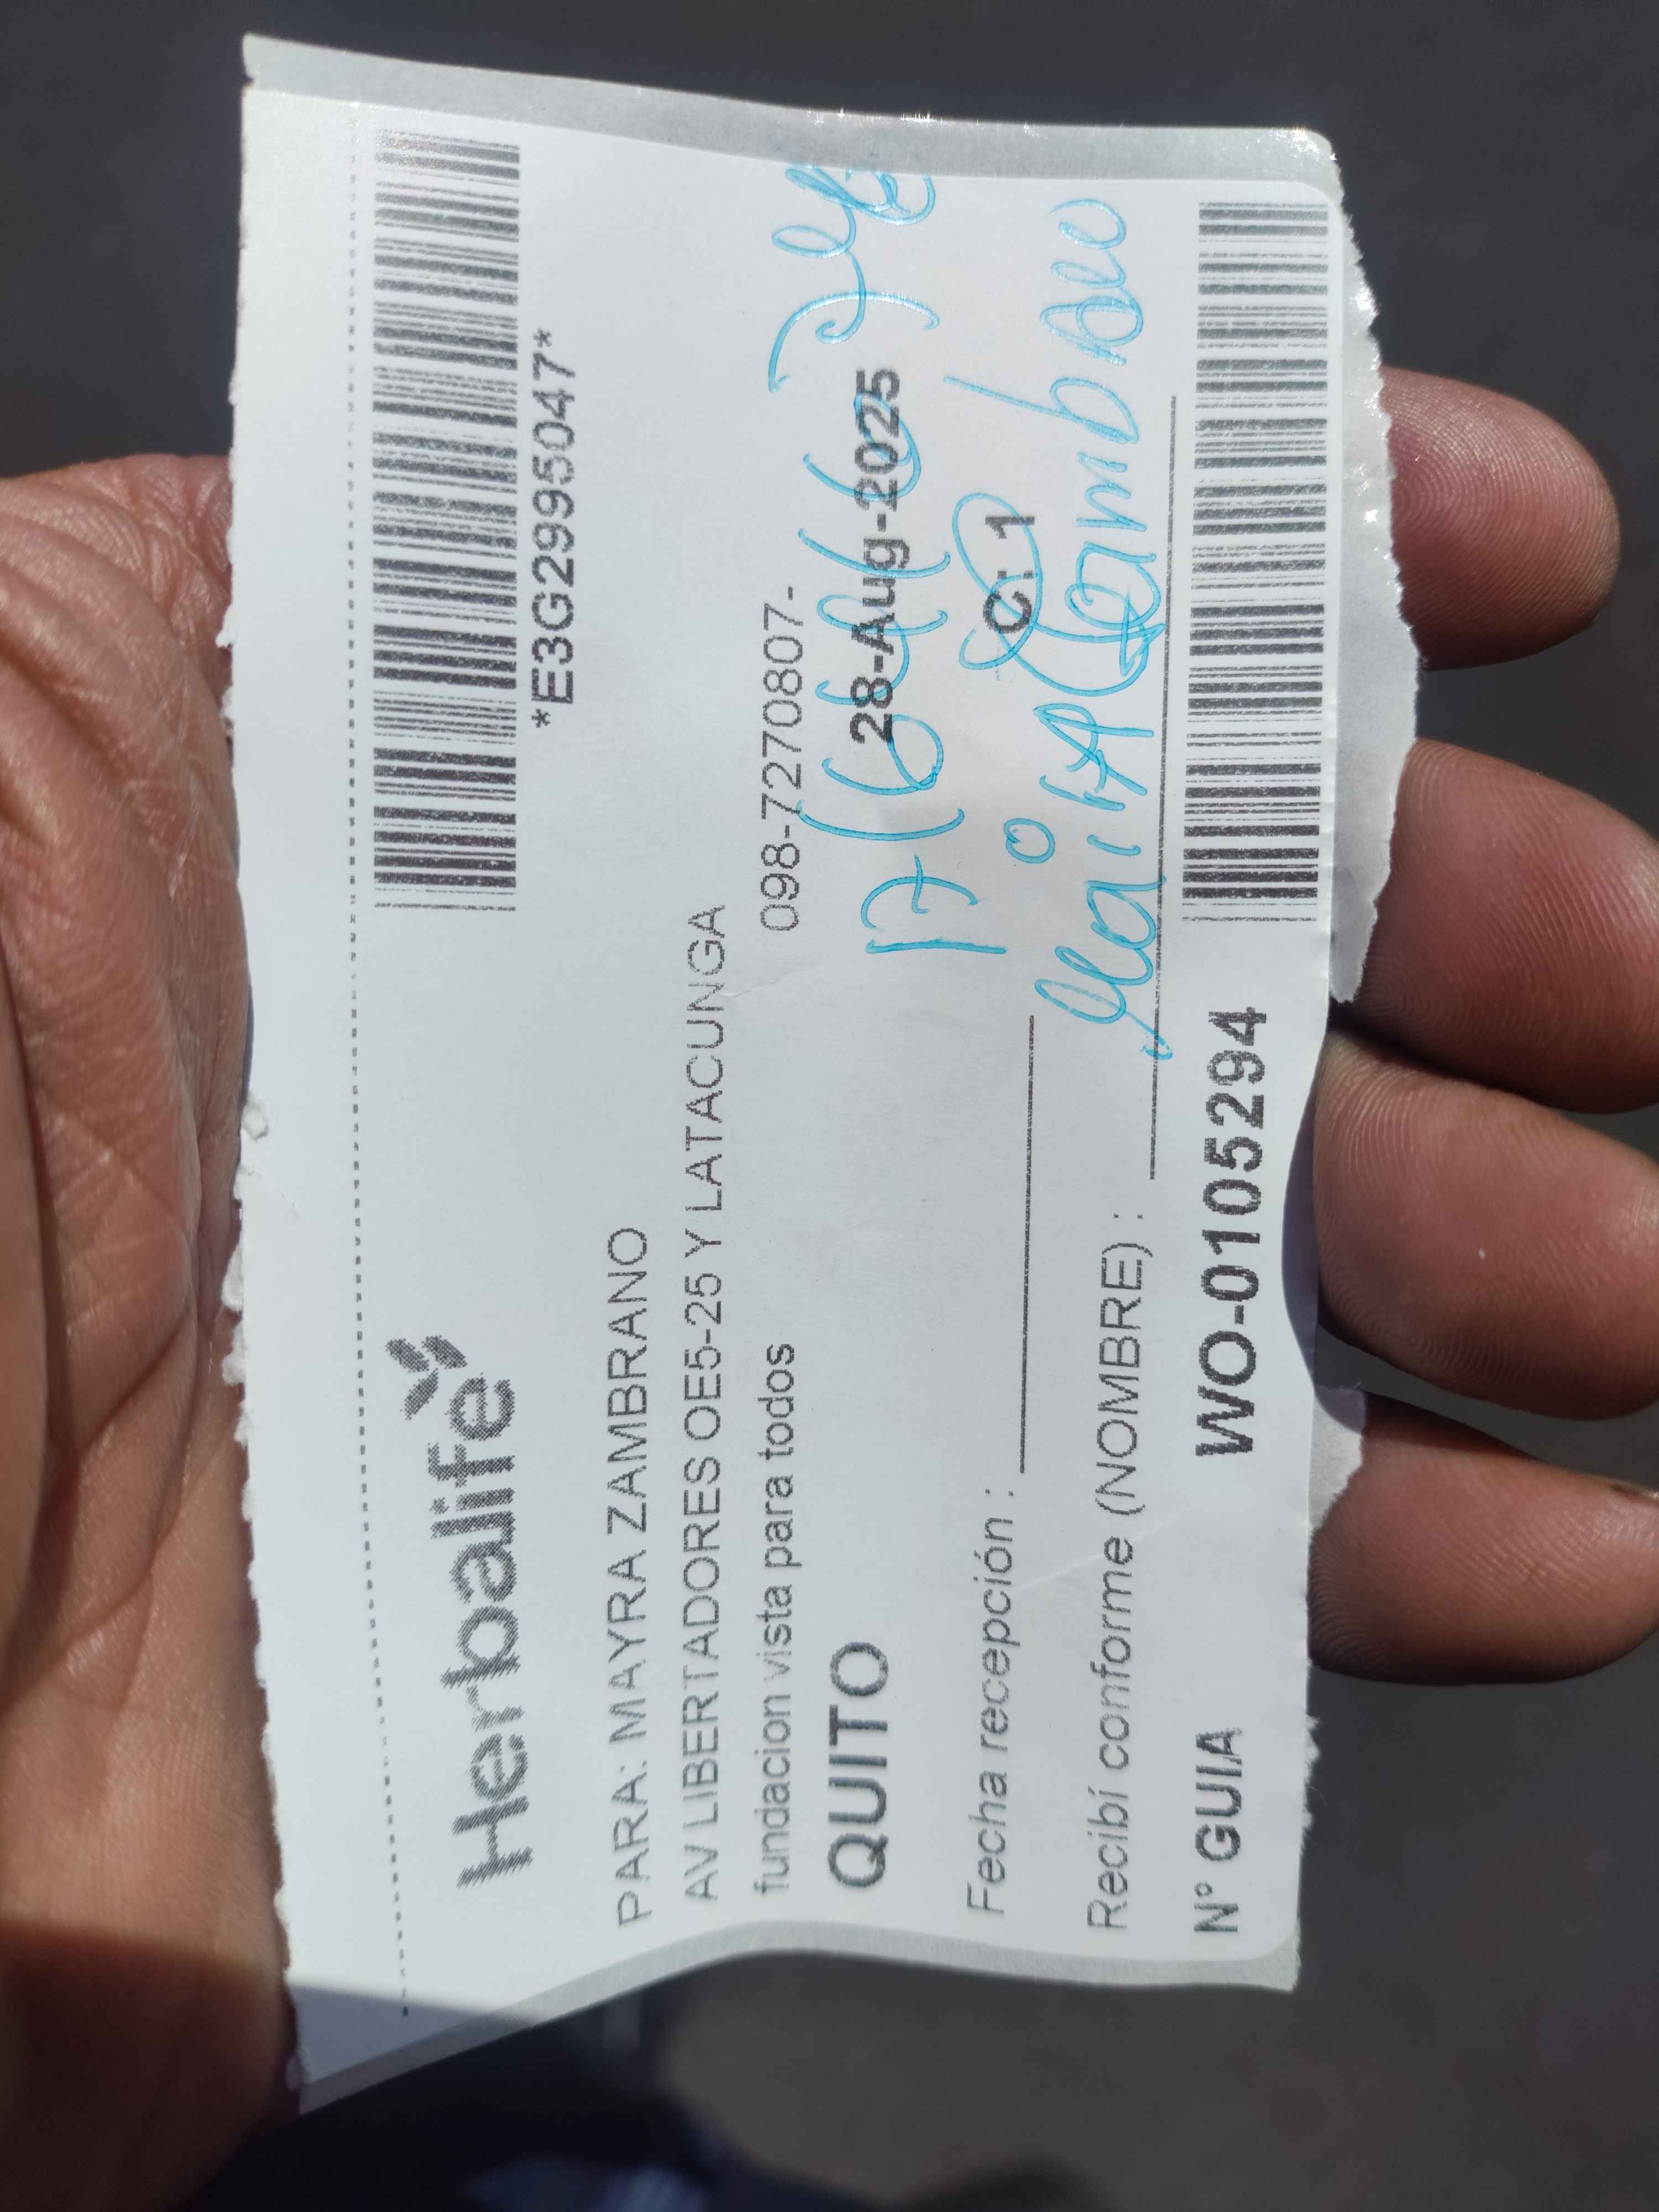 Herbalife
*E3G2995047*
PARA: MAYRA ZAMBRANO
AV LIBERTADORES OE5-25 Y LATACUNGA
fundacion vista para todos
098-7270807-
QUITO
28-Aug-2025
Fecha recepción :
C: 1
Recibí conforme (NOMBRE) :
Nº GUIA
WO-0105294